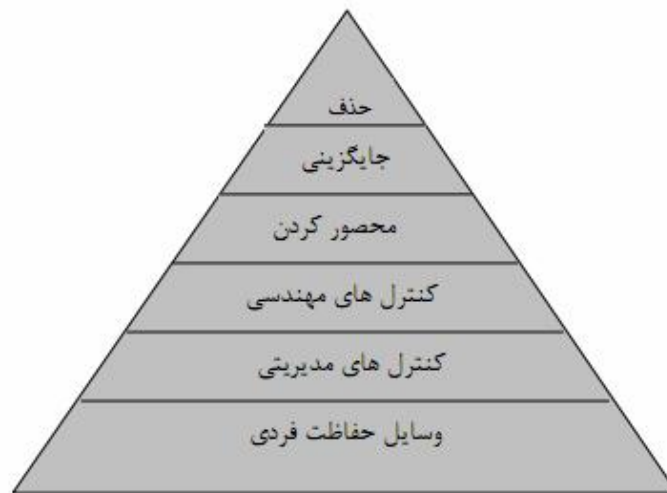 حذف
جایگزینی
محصور کردن
کنترل های مهندسی
کنترل های مدیریتی
وسایل حفاظت فردی